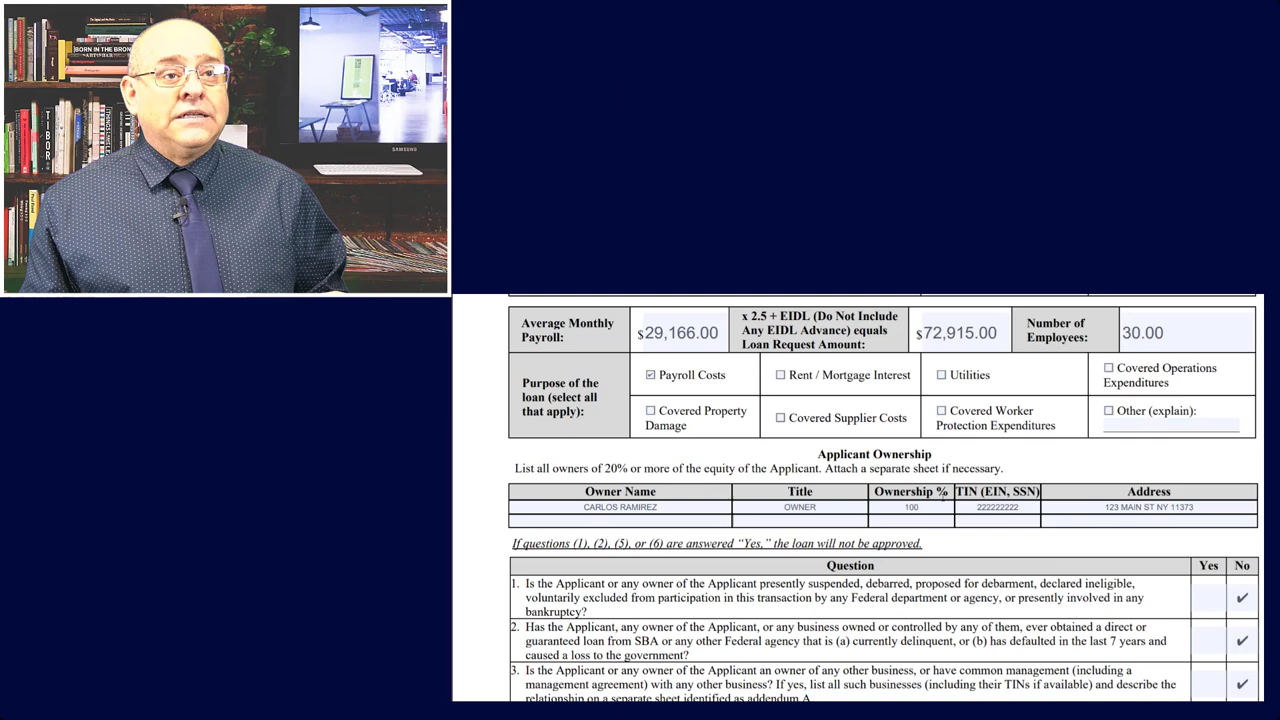 BORN IN THE BRONX
TIBOR
SAMSUNG
Average Monthly
Payroll:
$29,166.00
x 2.5 + EIDL (Do Not Include
Any EIDL Advance) equals
Loan Request Amount:
$72,915.00
Number of
Employees:
30.00
Purpose of the
loan (select all
that apply):
Payroll Costs
Rent / Mortgage Interest
Utilities
Covered Operations
Expenditures
Covered Property
Damage
Covered Supplier Costs
Covered Worker
Protection Expenditures
Other (explain):
Applicant Ownership
List all owners of 20% or more of the equity of the Applicant. Attach a separate sheet if necessary.
Owner Name Title Ownership % TIN (EIN, SSN) Address
CARLOS RAMIREZ OWNER 100 222222222 123 MAIN ST NY 11373
If questions (1), (2), (5), or (6) are answered “Yes,” the loan will not be approved.
Question Yes No
1. Is the Applicant or any owner of the Applicant presently suspended, debarred, proposed for debarment, declared ineligible,
voluntarily excluded from participation in this transaction by any Federal department or agency, or presently involved in any
bankruptcy?
2. Has the Applicant, any owner of the Applicant, or any business owned or controlled by any of them, ever obtained a direct or
guaranteed loan from SBA or any other Federal agency that is (a) currently delinquent, or (b) has defaulted in the last 7 years and
caused a loss to the government?
3. Is the Applicant or any owner of the Applicant an owner of any other business, or have common management (including a
management agreement) with any other business? If yes, list all such businesses (including their TINs if available) and describe the
relationship on a separate sheet identified as addendum A.